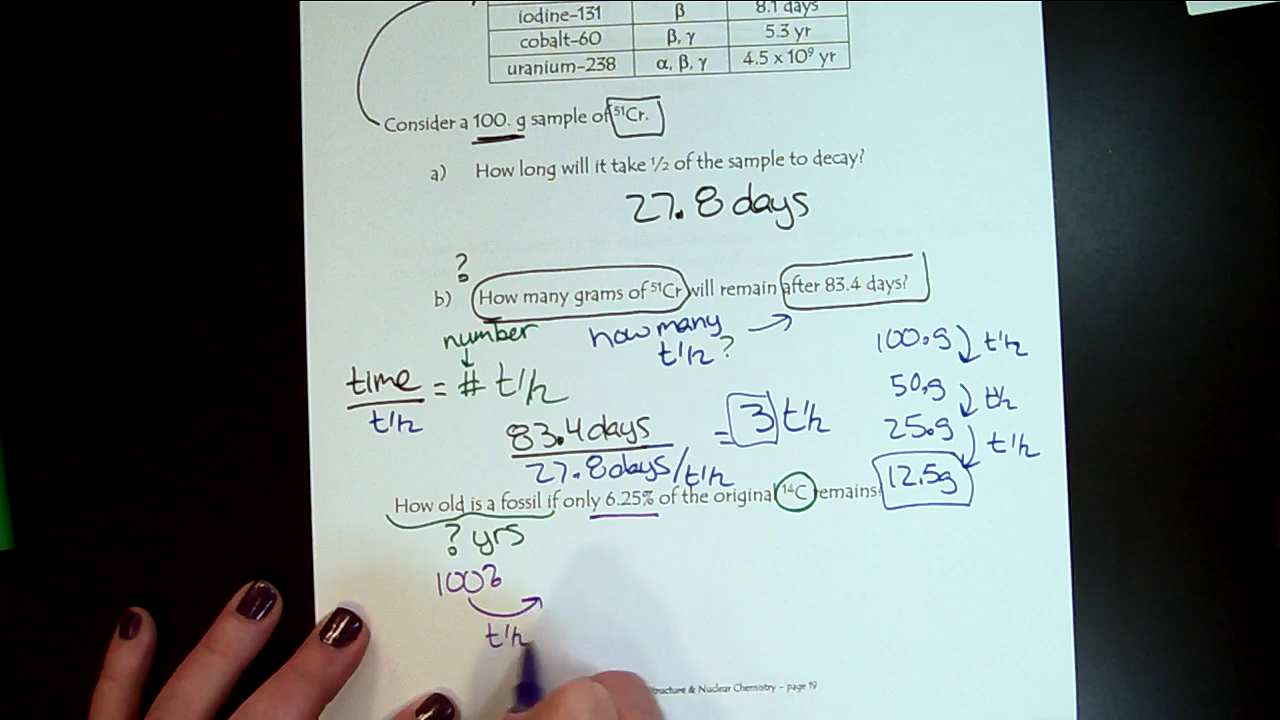 iodine-131 β 8.1 days
cobalt-60 β, γ 5.3 yr
uranium-238 α, β, γ 4.5 x 10⁹ yr
Consider a 100. g sample of ⁵¹Cr.
a) How long will it take ½ of the sample to decay?
27.8 days
?
b) How many grams of ⁵¹Cr will remain after 83.4 days?
number
how many t½?
time / t½ = # t½
83.4 days / 27.8 days/t½ = 3 t½
100.g t½
50.g t½
25.g t½
12.5g
How old is a fossil if only 6.25% of the original ¹⁴C remains
? yrs
100%
t½
tructure & Nuclear Chemistry – page 19